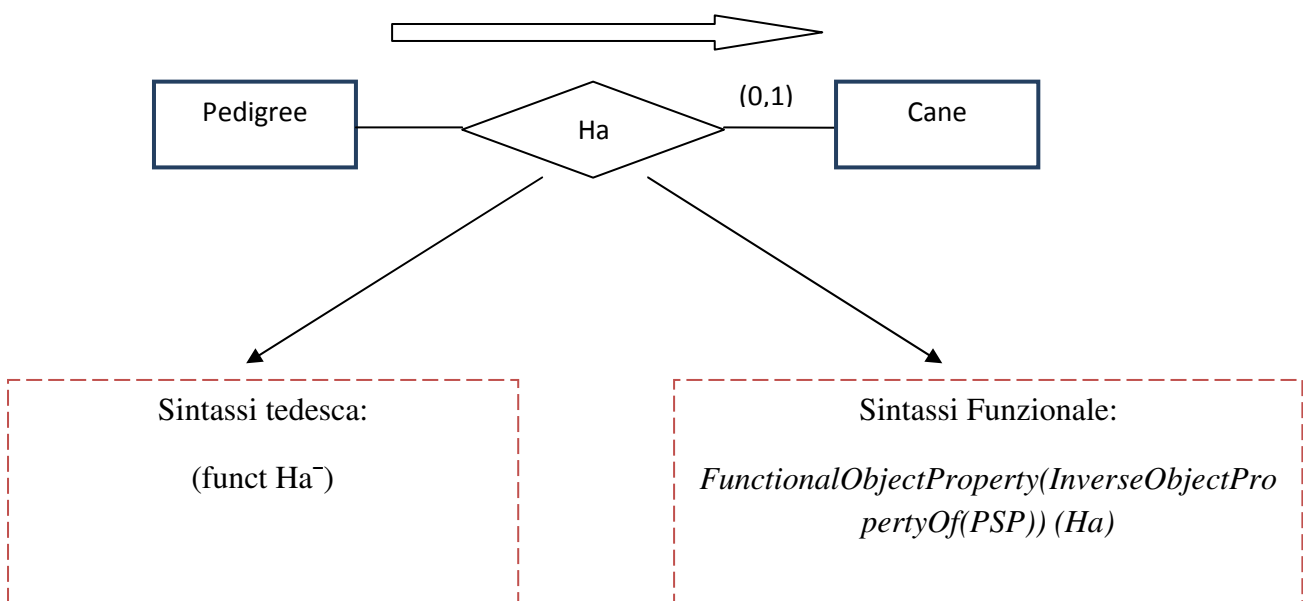 (0,1)
Pedigree
Ha
Cane
Sintassi tedesca:
(funct Ha⁻)
Sintassi Funzionale:
FunctionalObjectProperty(InverseObjectPro
pertyOf(PSP)) (Ha)